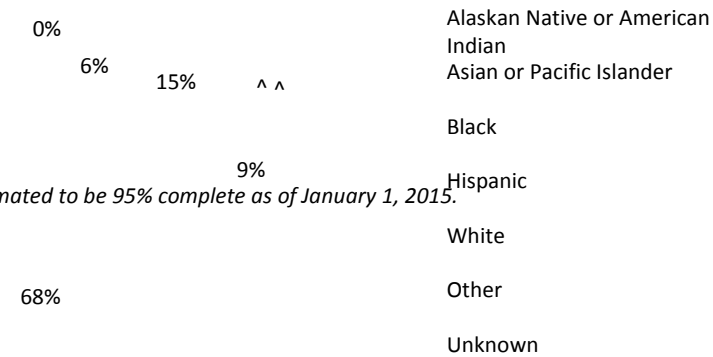 0%
6%
15%
^ ^
9%
mated to be 95% complete as of January 1, 2015.
68%
Alaskan Native or American
Indian
Asian or Pacific Islander
Black
Hispanic
White
Other
Unknown